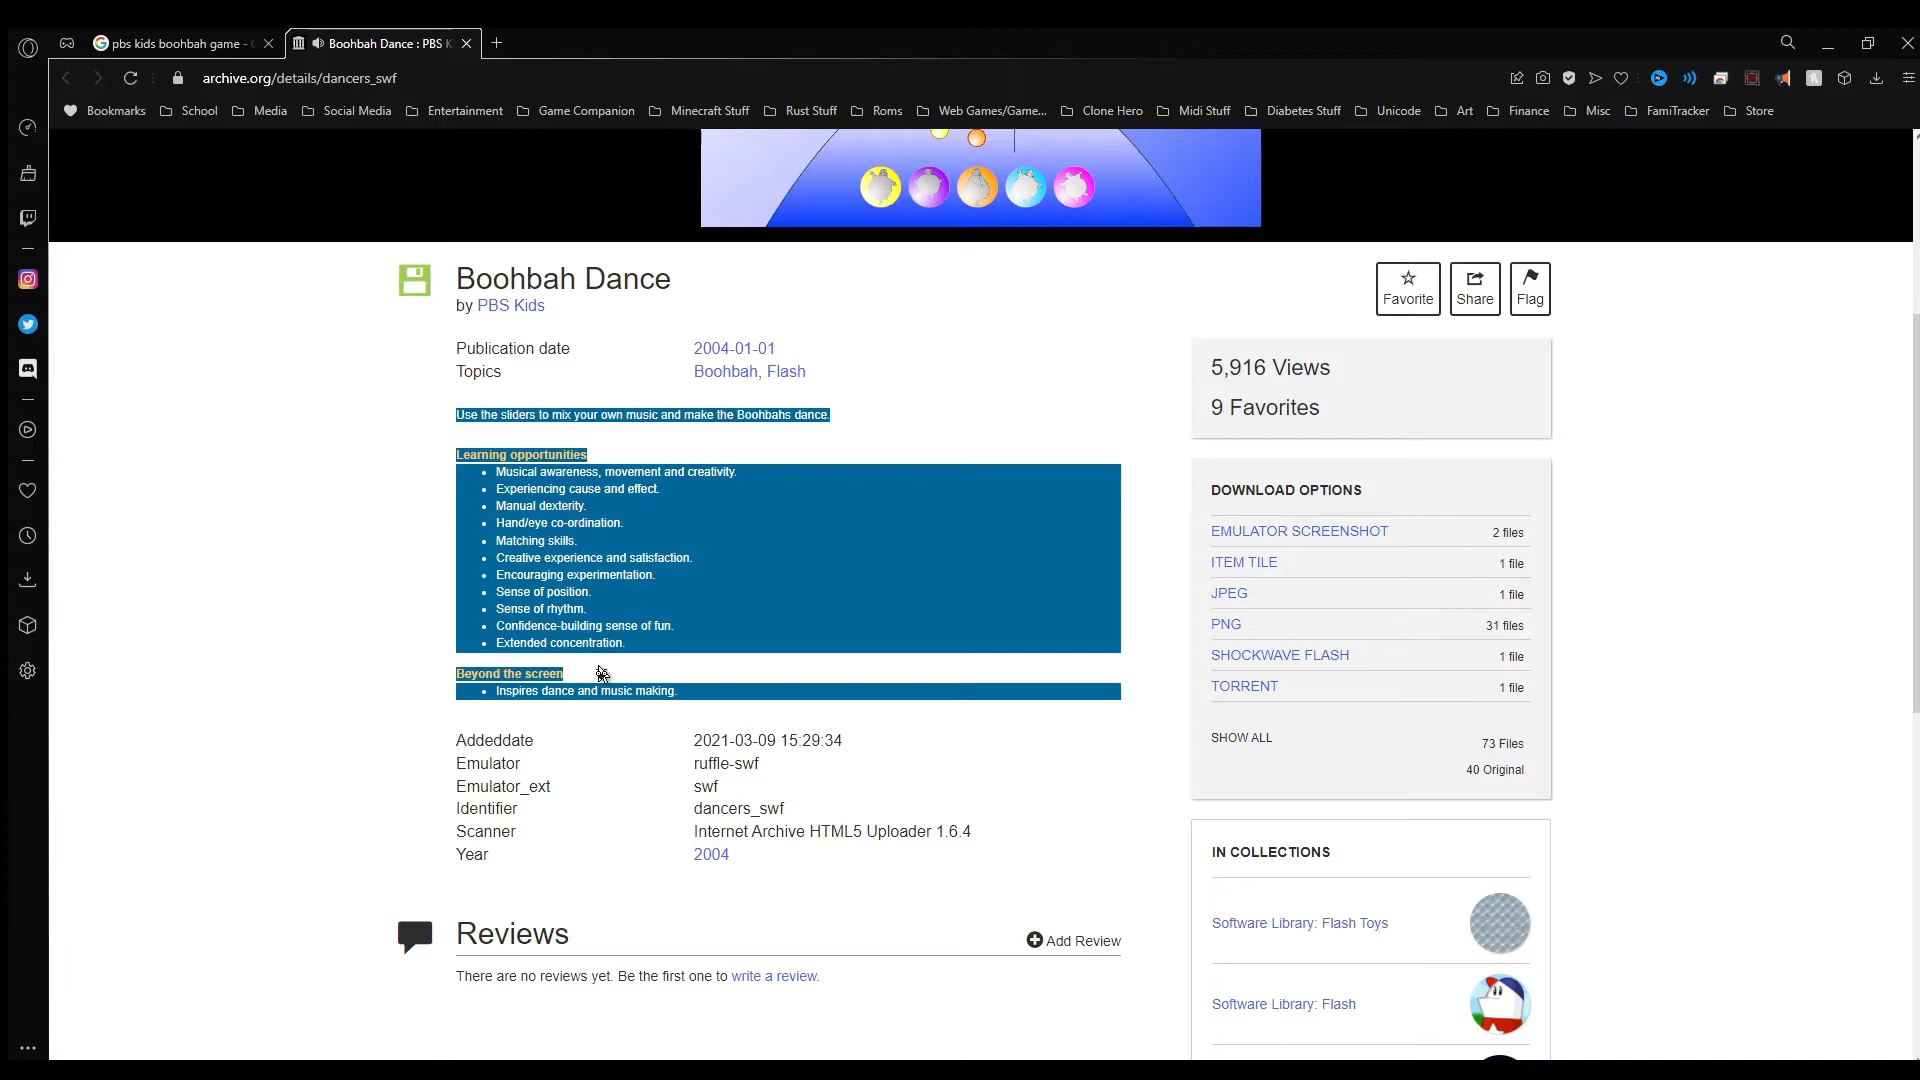 pbs kids boohbah game -
Boohbah Dance : PBS K
archive.org/details/dancers_swf
Bookmarks
School
Media
Social Media
Entertainment
Game Companion
Minecraft Stuff
Rust Stuff
Roms
Web Games/Game...
Clone Hero
Midi Stuff
Diabetes Stuff
Unicode
Art
Finance
Misc
FamiTracker
Store
Boohbah Dance
by PBS Kids
Favorite
Share
Flag
Publication date 2004-01-01
Topics Boohbah, Flash
5,916 Views
9 Favorites
Use the sliders to mix your own music and make the Boohbahs dance.
Learning opportunities
• Musical awareness, movement and creativity.
• Experiencing cause and effect.
• Manual dexterity.
• Hand/eye co-ordination.
• Matching skills.
• Creative experience and satisfaction.
• Encouraging experimentation.
• Sense of position.
• Sense of rhythm.
• Confidence-building sense of fun.
• Extended concentration.
Beyond the screen
• Inspires dance and music making.
DOWNLOAD OPTIONS
EMULATOR SCREENSHOT 2 files
ITEM TILE 1 file
JPEG 1 file
PNG 31 files
SHOCKWAVE FLASH 1 file
TORRENT 1 file
SHOW ALL 73 Files
40 Original
Addeddate 2021-03-09 15:29:34
Emulator ruffle-swf
Emulator_ext swf
Identifier dancers_swf
Scanner Internet Archive HTML5 Uploader 1.6.4
Year 2004
IN COLLECTIONS
Software Library: Flash Toys
Software Library: Flash
Reviews
Add Review
There are no reviews yet. Be the first one to write a review.